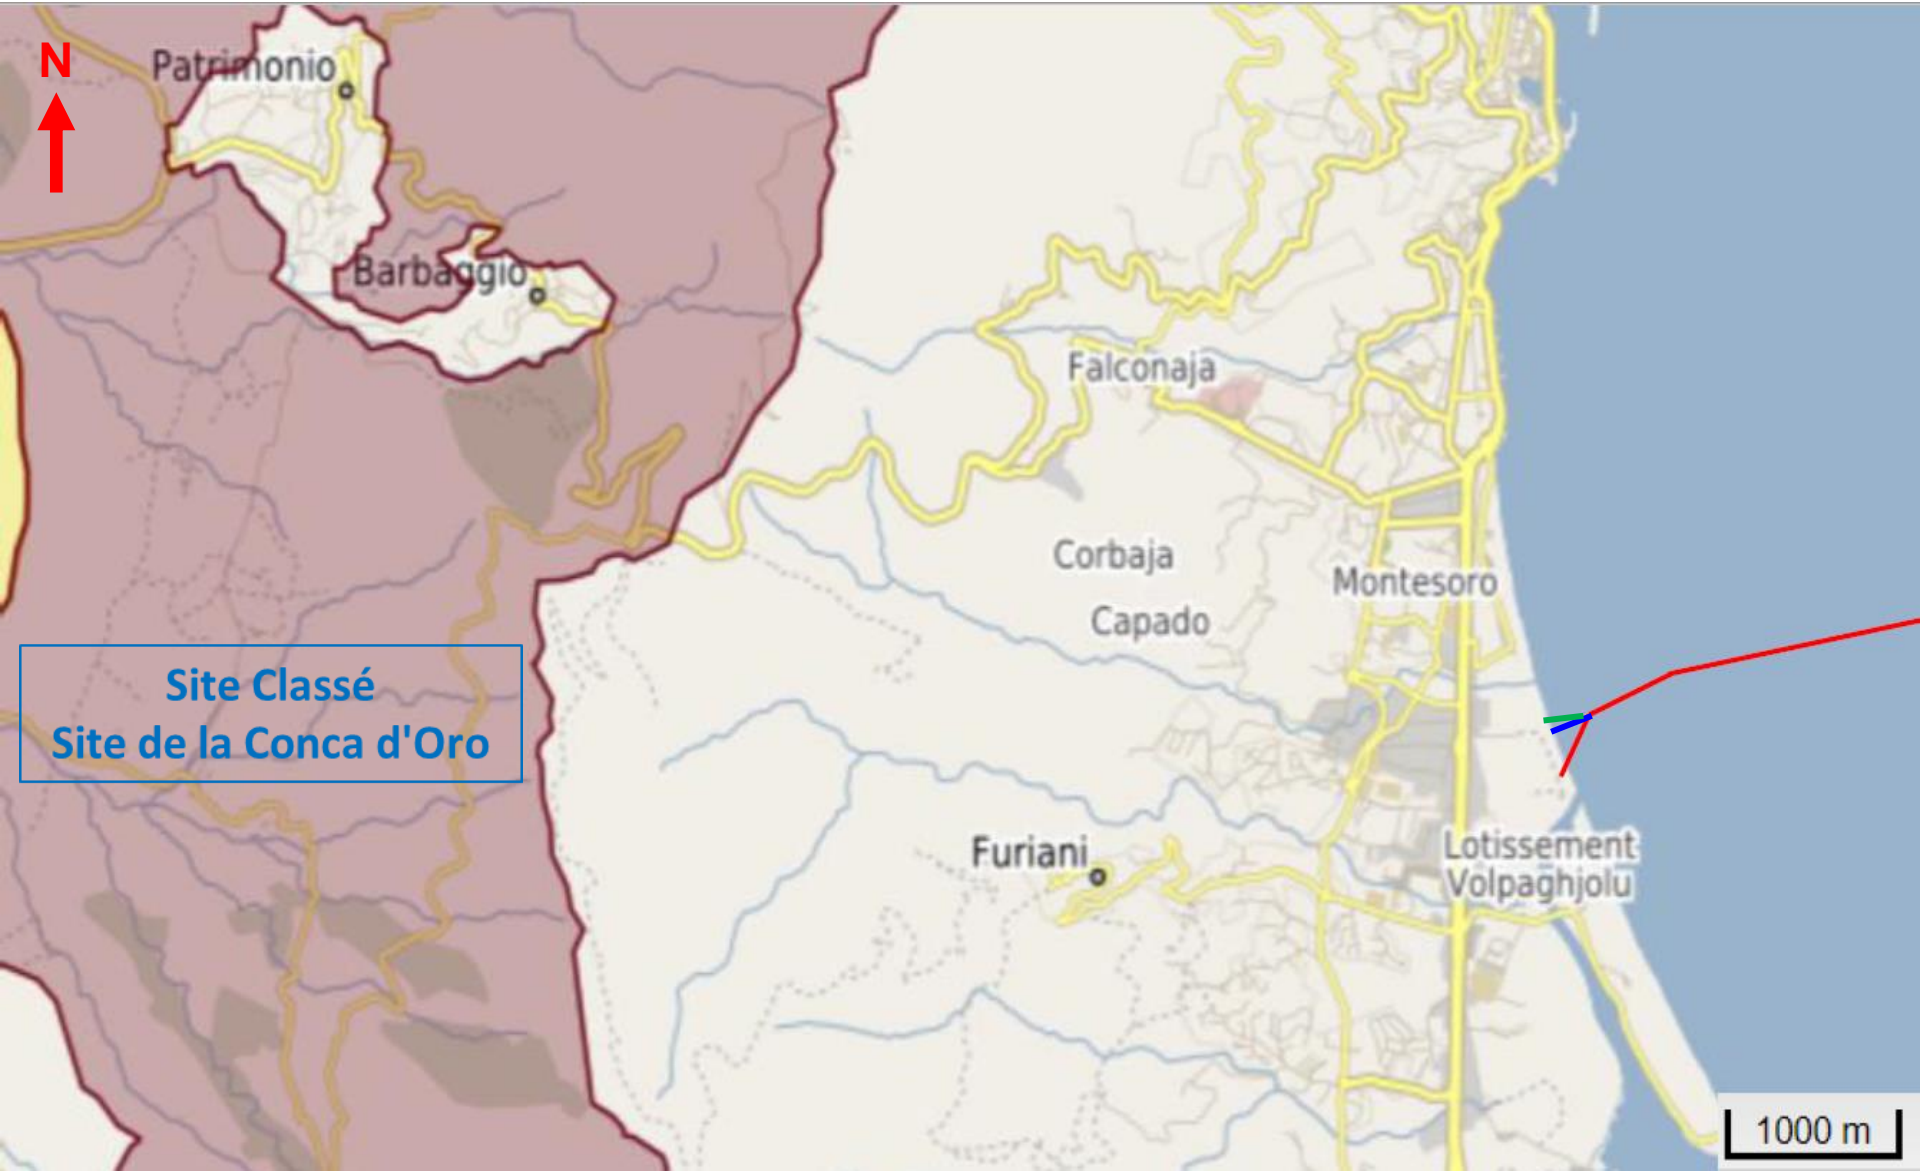 N
Patrimonio
Barbaggio
Falconaja
Corbaja
Montesoro
Capado
Site Classé
Site de la Conca d'Oro
Furiani
Lotissement
Volpaghjolu
1000 m